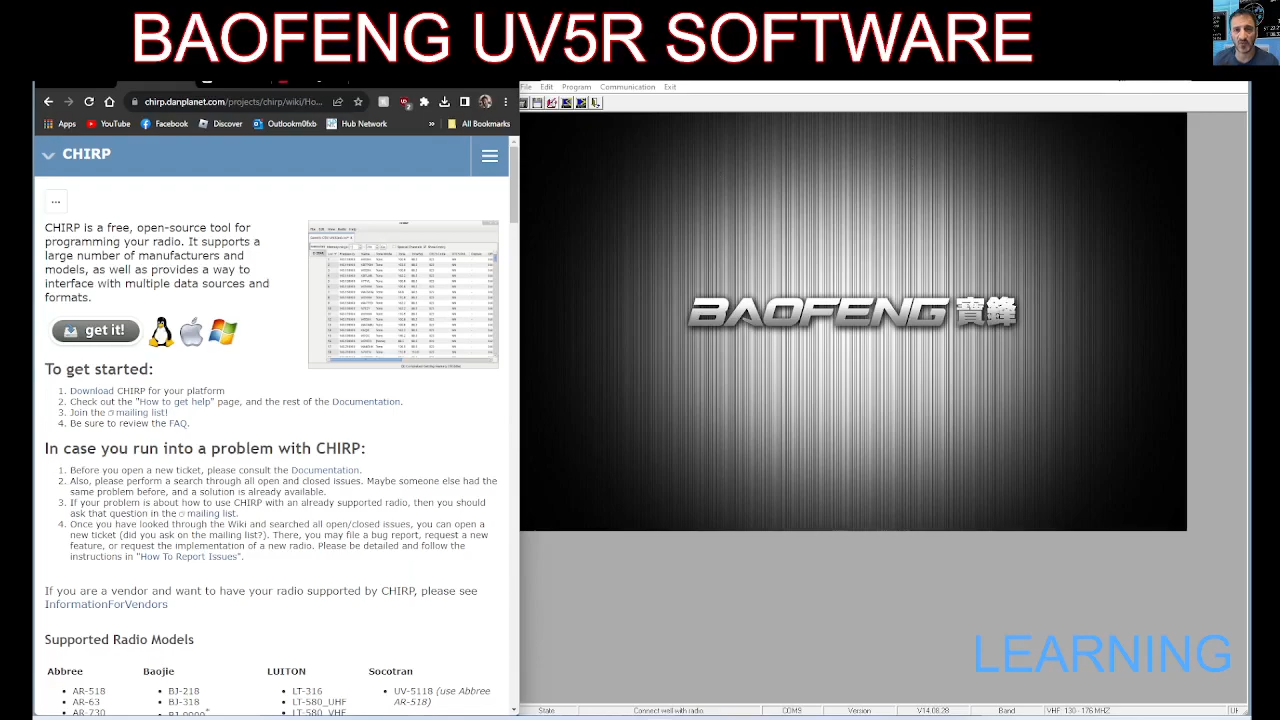 BAOFENG UV5R SOFTWARE
chirp.danplanet.com/projects/chirp/wiki/Ho...
Apps YouTube Facebook Discover Outlookm0fxb Hub Network » All Bookmarks
CHIRP
...
CHIRP is a free, open-source tool for
programming your radio. It supports a
large number of manufacturers and
models, as well as provides a way to
interface with multiple data sources and
formats.
get it!
To get started:
1. Download CHIRP for your platform
2. Check out the "How to get help" page, and the rest of the Documentation.
3. Join the mailing list!
4. Be sure to review the FAQ.
In case you run into a problem with CHIRP:
1. Before you open a new ticket, please consult the Documentation.
2. Also, please perform a search through all open and closed issues. Maybe someone else had the
same problem before, and a solution is already available.
3. If your problem is about how to use CHIRP with an already supported radio, then you should
ask that question in the mailing list.
4. Once you have looked through the Wiki and searched all open/closed issues, you can open a
new ticket (did you ask on the mailing list?). There, you may file a bug report, request a new
feature, or request the implementation of a new radio. Please be detailed and follow the
instructions in "How To Report Issues".
If you are a vendor and want to have your radio supported by CHIRP, please see
InformationForVendors
Supported Radio Models
Abbree Baojie LUITON Socotran
AR-518 BJ-218 LT-316 UV-5118 (use Abbree
AR-63 BJ-318 LT-580_UHF AR-518)
AR-730 LT-580_VHF
File Edit Program Communication Exit
BAOFENG 寶鋒
LEARNING
State Connect well with radio. COM5 Version V14.08.28 Band VHF: 130 - 176 MHZ